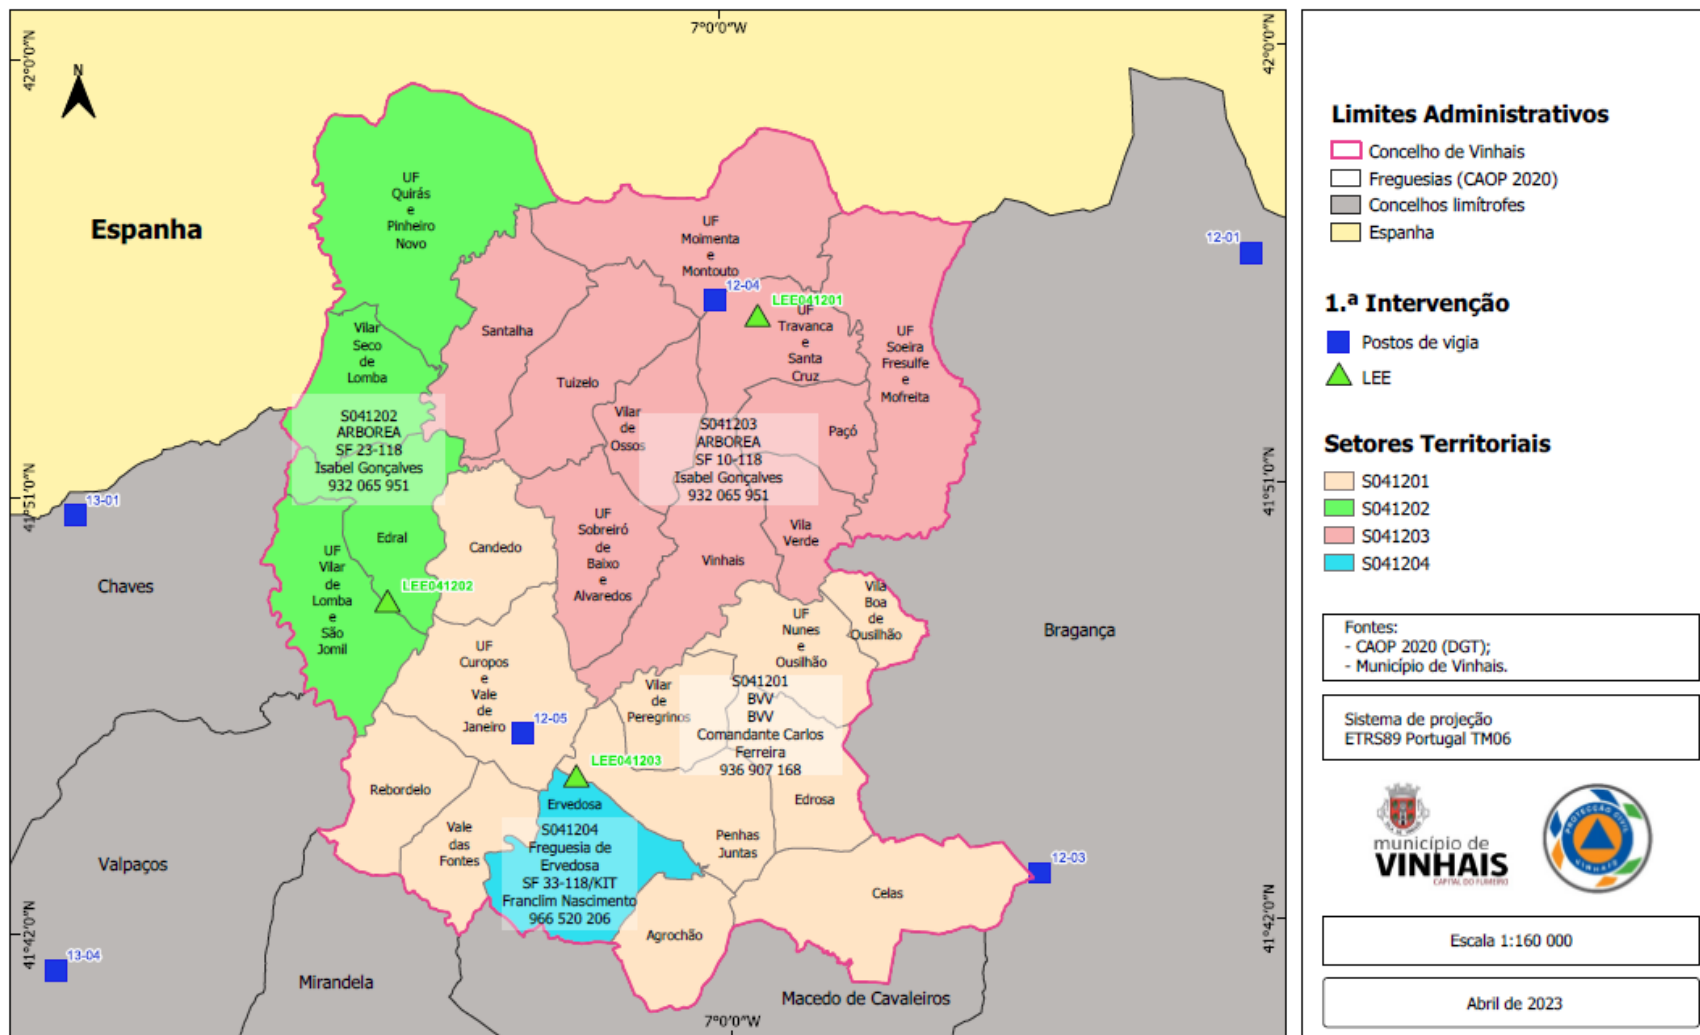 7°0'0"W
42°0'0"N
42°0'0"N
N
Espanha
UF
Quirás
e
Pinheiro
Novo
UF
Moimenta
e
Montouto
12-01
12-04
LEE041201
UF
Travanca
e
Santa
Cruz
UF
Soeira
Fresulfe
e
Mofreita
Santalha
Vilar
Seco
de
Lomba
Tuizelo
Vilar
de
Ossos
Paçó
S041202
ARBOREA
SF 23-118
Isabel Gonçalves
932 065 951
S041203
ARBOREA
SF 10-118
Isabel Gonçalves
932 065 951
41°51'0"N
41°51'0"N
13-01
Edral
Candedo
UF
Sobreiró
de
Baixo
e
Alvaredos
Vila
Verde
Vinhais
UF
Vilar
de
Lomba
e
São
Jomil
Chaves
LEE041202
Vila
Boa
de
Ousilhão
UF
Nunes
e
Ousilhão
Bragança
UF
Curopos
e
Vale
de
Janeiro
Vilar
de
Peregrinos
S041201
BVV
BVV
Comandante Carlos
Ferreira
936 907 168
12-05
LEE041203
Rebordelo
Ervedosa
Edrosa
Vale
das
Fontes
Penhas
Juntas
S041204
Freguesia de
Ervedosa
SF 33-118/KIT
Franclim Nascimento
966 520 206
Valpaços
12-03
Celas
Agrochão
41°42'0"N
41°42'0"N
13-04
Mirandela
Macedo de Cavaleiros
7°0'0"W
Limites Administrativos
Concelho de Vinhais
Freguesias (CAOP 2020)
Concelhos limítrofes
Espanha
1.ª Intervenção
Postos de vigia
LEE
Setores Territoriais
S041201
S041202
S041203
S041204
Fontes:
- CAOP 2020 (DGT);
- Município de Vinhais.
Sistema de projeção
ETRS89 Portugal TM06
município de
VINHAIS
CAPITAL DO FUMEIRO
PROTECÇÃO CIVIL
VINHAIS
Escala 1:160 000
Abril de 2023